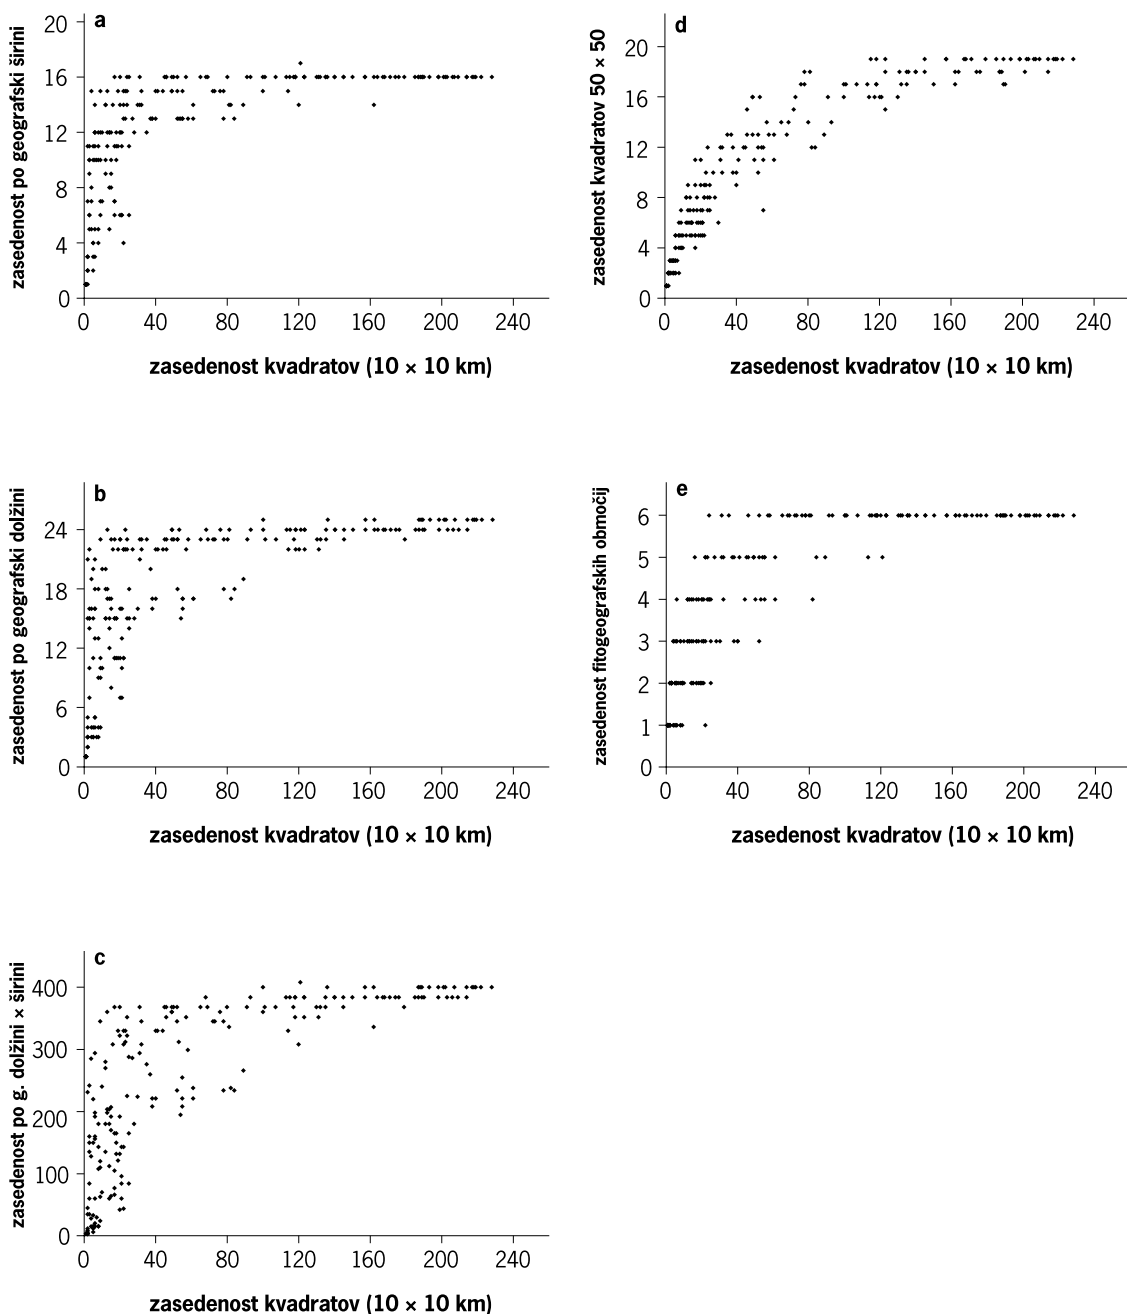 a
zasedenost po geografski širini
20
16
12
8
4
0
0 40 80 120 160 200 240
zasedenost kvadratov (10 × 10 km)
d
zasedenost kvadratov 50 × 50
20
16
12
8
4
0
0 40 80 120 160 200 240
zasedenost kvadratov (10 × 10 km)
b
zasedenost po geografski dolžini
24
18
12
6
0
0 40 80 120 160 200 240
zasedenost kvadratov (10 × 10 km)
e
zasedenost fitogeografskih območij
6
5
4
3
2
1
0
0 40 80 120 160 200 240
zasedenost kvadratov (10 × 10 km)
c
zasedenost po g. dolžini × širini
400
300
200
100
0
0 40 80 120 160 200 240
zasedenost kvadratov (10 × 10 km)